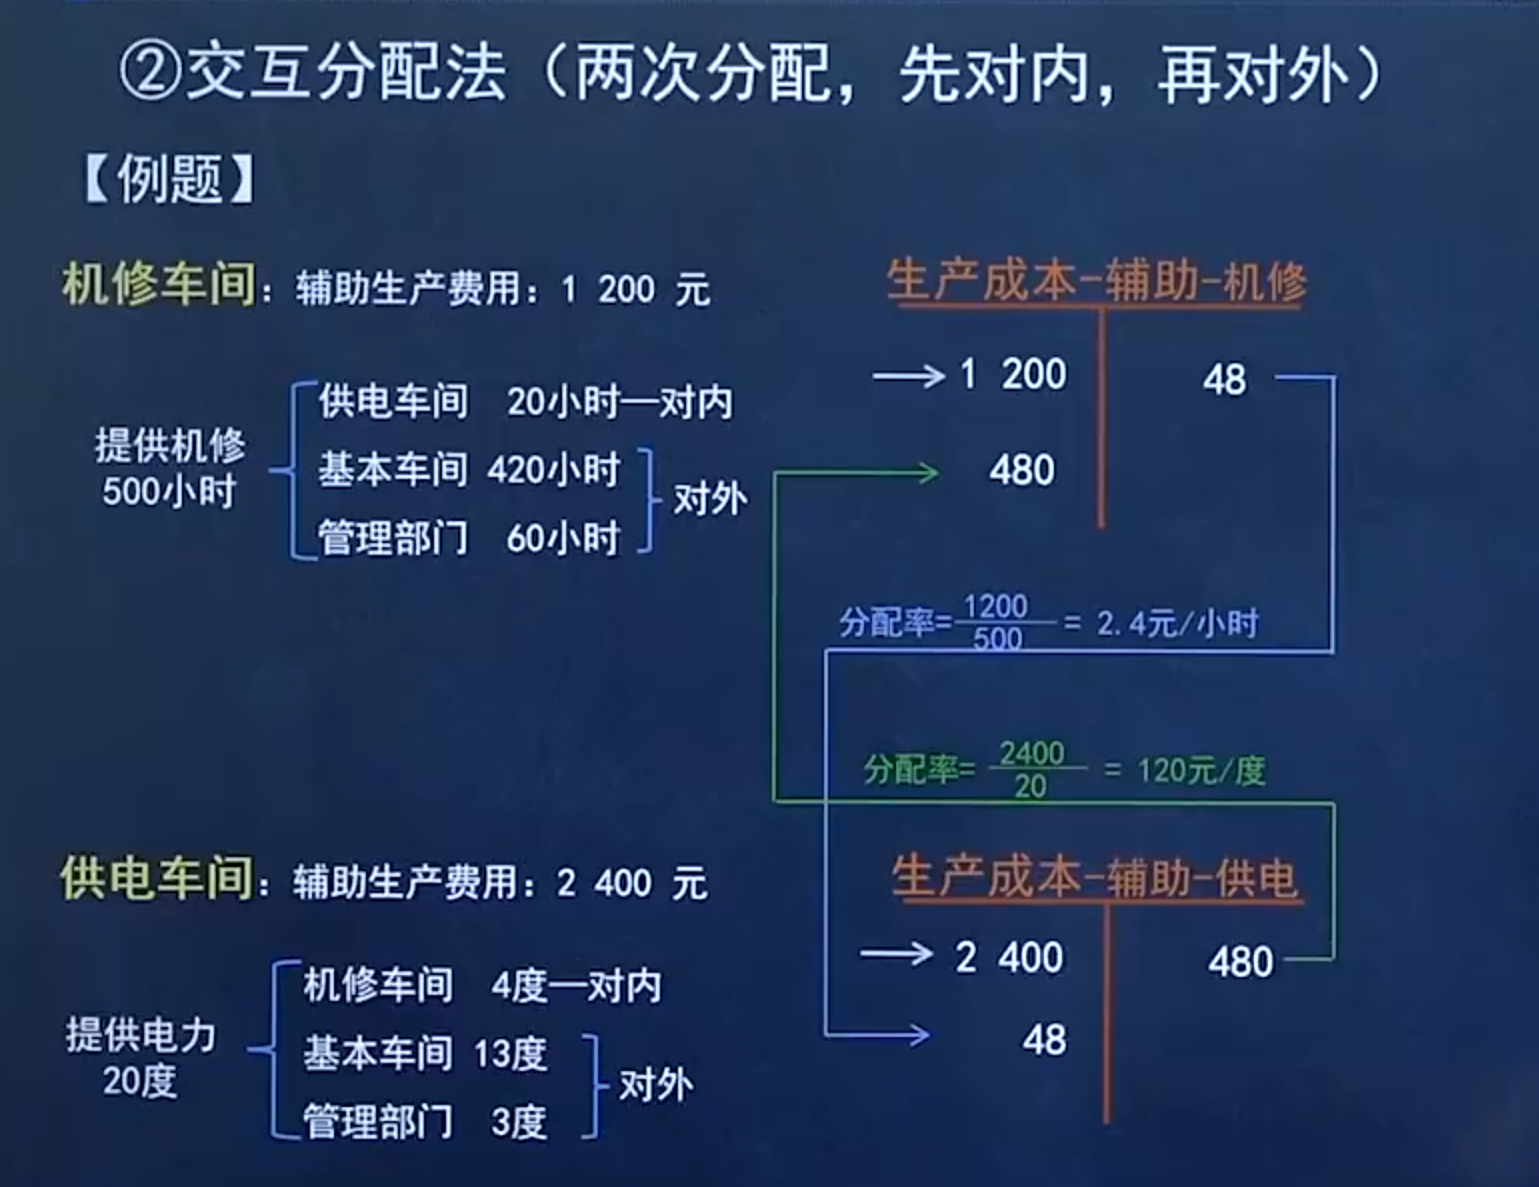 ②交互分配法（两次分配，先对内，再对外）
【例题】
机修车间：辅助生产费用：1 200 元
提供机修
500小时
供电车间 20小时—对内
基本车间 420小时
管理部门 60小时
对外
生产成本-辅助-机修
1 200
48
480
分配率=1200/500 = 2.4元/小时
分配率=2400/20 = 120元/度
供电车间：辅助生产费用：2 400 元
提供电力
20度
机修车间 4度—对内
基本车间 13度
管理部门 3度
对外
生产成本-辅助-供电
2 400
480
48